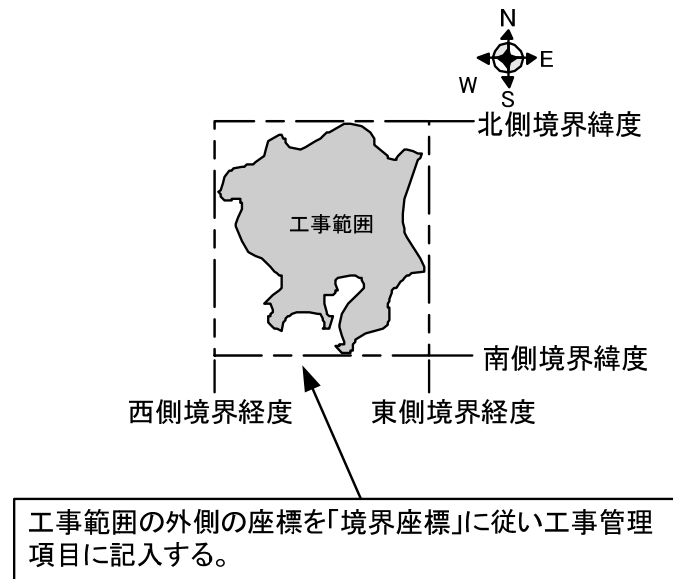 N
W
E
S
北側境界緯度
工事範囲
南側境界緯度
西側境界経度
東側境界経度
工事範囲の外側の座標を｢境界座標｣に従い工事管理
項目に記入する。